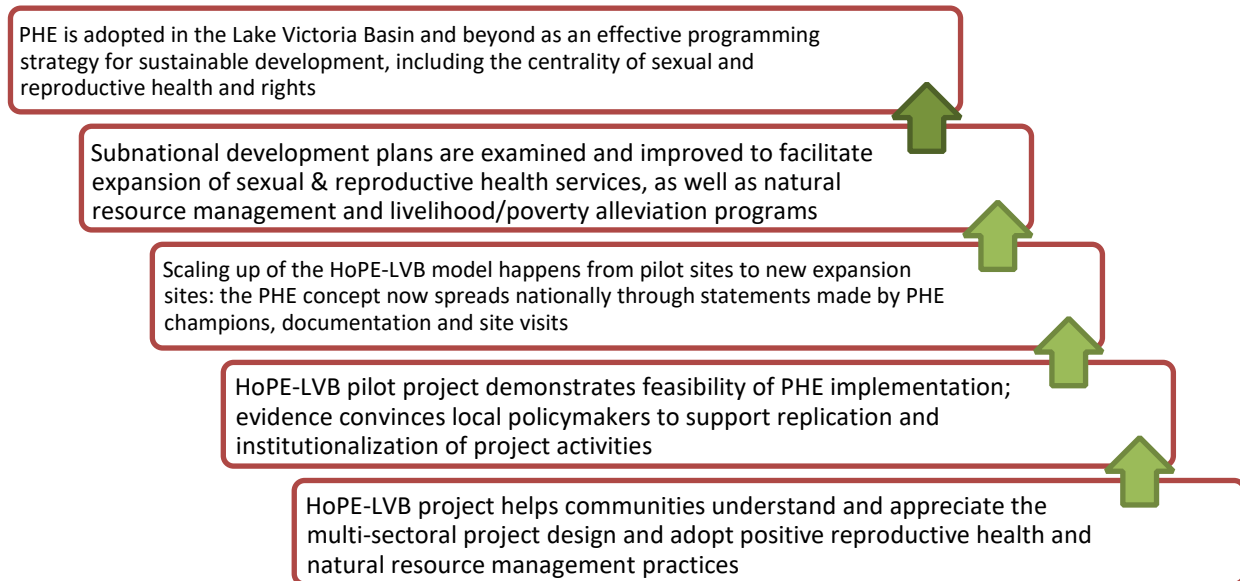 PHE is adopted in the Lake Victoria Basin and beyond as an effective programming
strategy for sustainable development, including the centrality of sexual and
reproductive health and rights
Subnational development plans are examined and improved to facilitate
expansion of sexual & reproductive health services, as well as natural
resource management and livelihood/poverty alleviation programs
Scaling up of the HoPE-LVB model happens from pilot sites to new expansion
sites: the PHE concept now spreads nationally through statements made by PHE
champions, documentation and site visits
HoPE-LVB pilot project demonstrates feasibility of PHE implementation;
evidence convinces local policymakers to support replication and
institutionalization of project activities
HoPE-LVB project helps communities understand and appreciate the
multi-sectoral project design and adopt positive reproductive health and
natural resource management practices